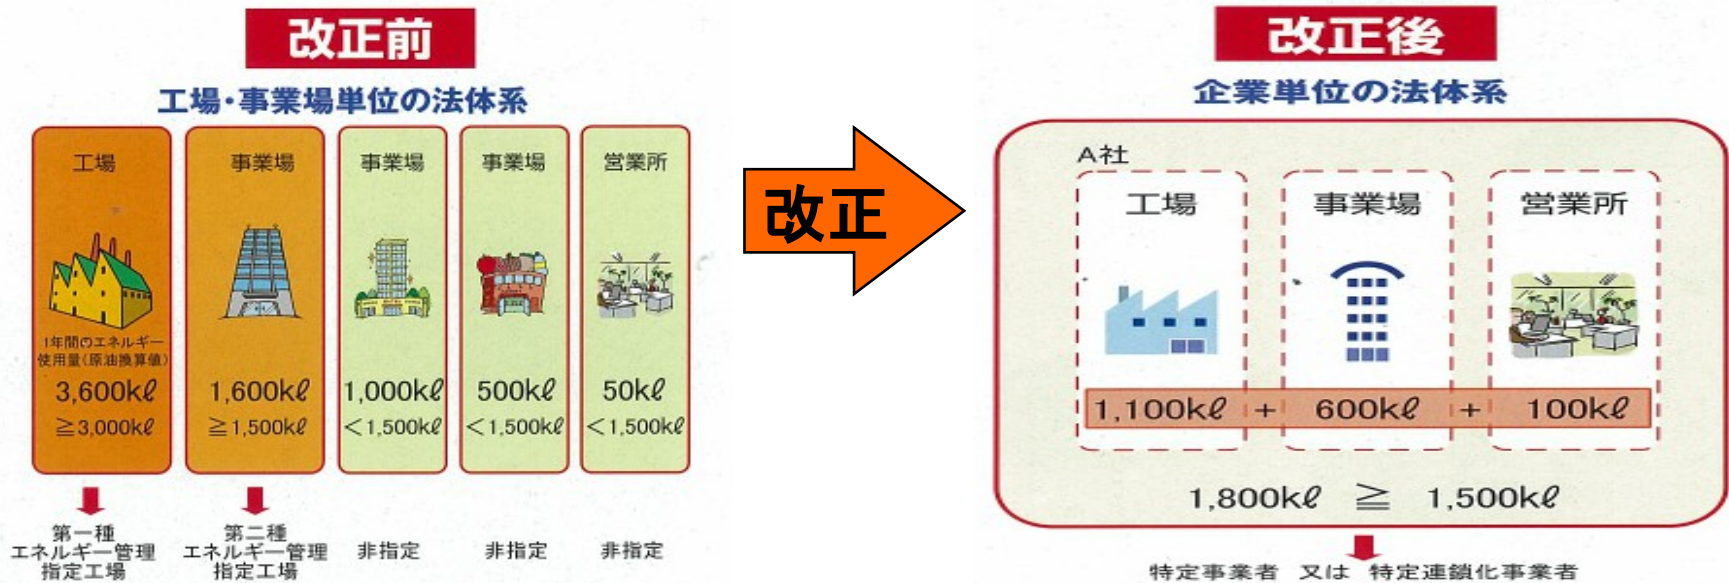 改正前
工場・事業場単位の法体系
工場
1年間のエネルギー
使用量(原油換算値)
3,600kℓ
≧3,000kℓ
第一種
エネルギー管理
指定工場
事業場
1,600kℓ
≧1,500kℓ
第二種
エネルギー管理
指定工場
事業場
1,000kℓ
<1,500kℓ
非指定
事業場
500kℓ
<1,500kℓ
非指定
営業所
50kℓ
<1,500kℓ
非指定
改正
改正後
企業単位の法体系
A社
工場 事業場 営業所
1,100kℓ + 600kℓ + 100kℓ
1,800kℓ ≧ 1,500kℓ
特定事業者 又は 特定連鎖化事業者